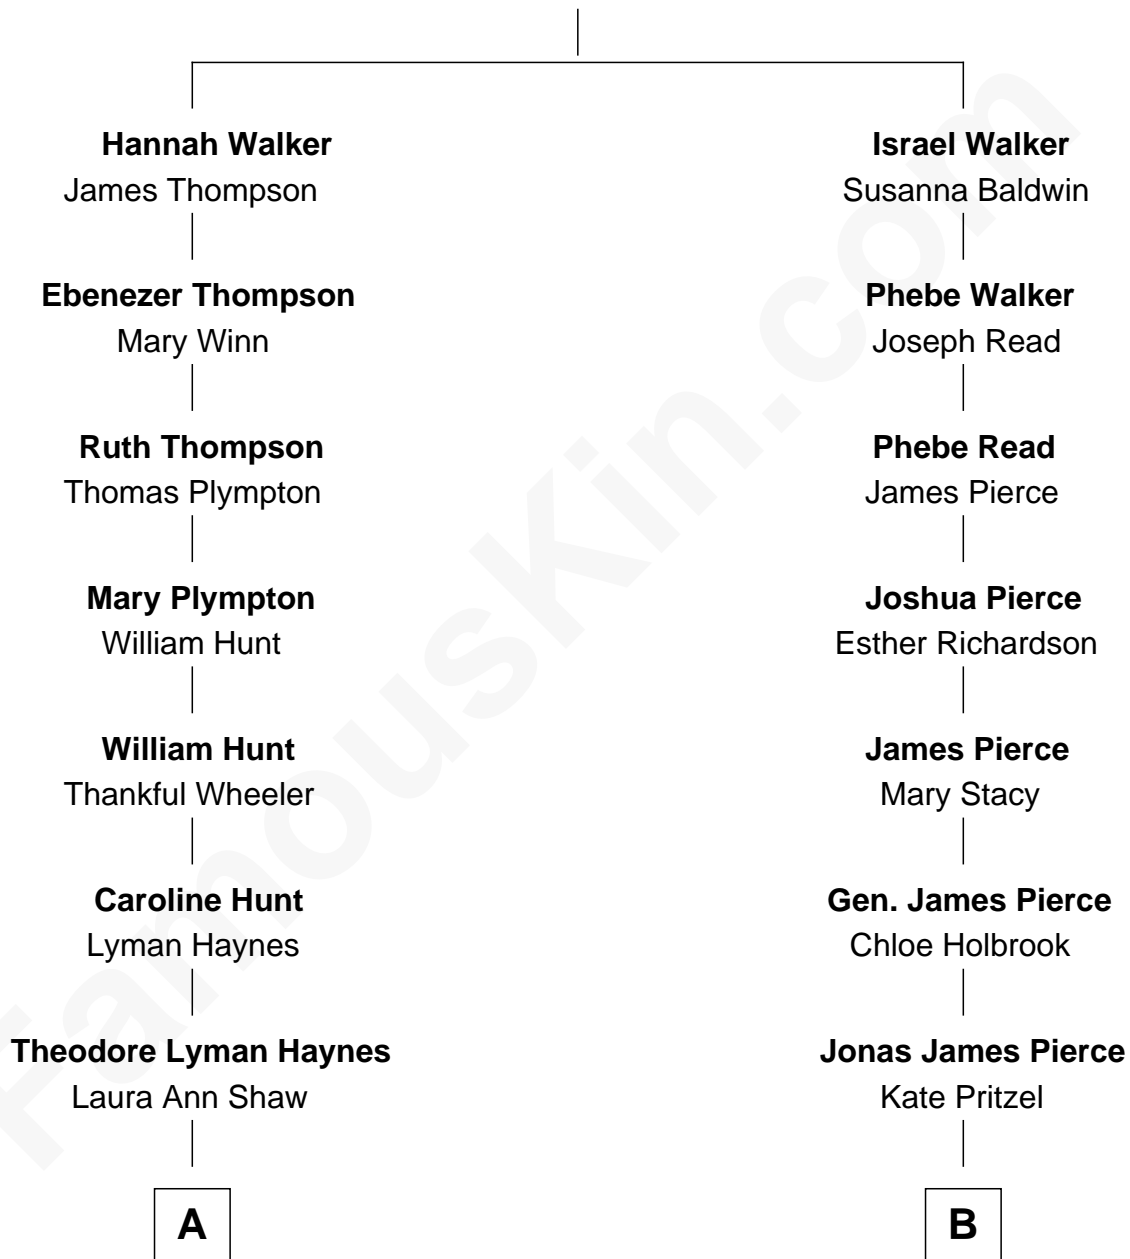 Hannah Walker
James Thompson
Ebenezer Thompson
Mary Winn
Ruth Thompson
Thomas Plympton
Mary Plympton
William Hunt
William Hunt
Thankful Wheeler
Caroline Hunt
Lyman Haynes
Theodore Lyman Haynes
Laura Ann Shaw
A
Israel Walker
Susanna Baldwin
Phebe Walker
Joseph Read
Phebe Read
James Pierce
Joshua Pierce
Esther Richardson
James Pierce
Mary Stacy
Gen. James Pierce
Chloe Holbrook
Jonas James Pierce
Kate Pritzel
B
FamousKin.com